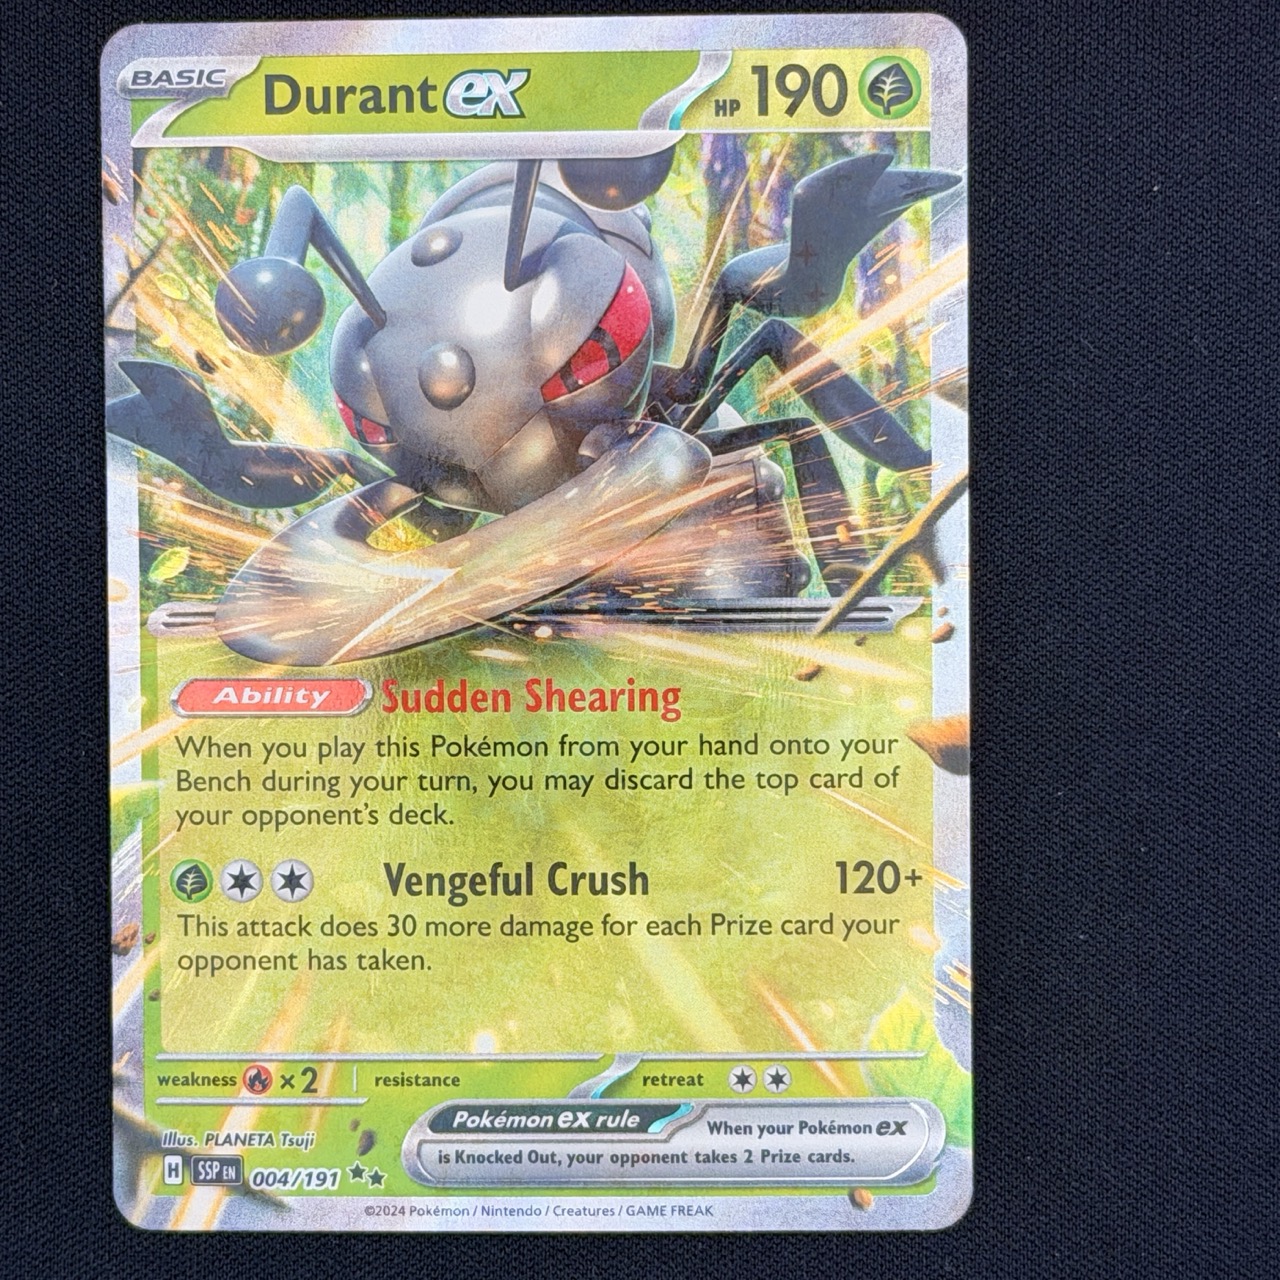 BASIC Durant ex HP 190
Ability Sudden Shearing
When you play this Pokémon from your hand onto your
Bench during your turn, you may discard the top card of
your opponent's deck.
Vengeful Crush 120+
This attack does 30 more damage for each Prize card your
opponent has taken.
weakness ×2 resistance retreat
Pokémon ex rule When your Pokémon ex
is Knocked Out, your opponent takes 2 Prize cards.
Illus. PLANETA Tsuji
H SSP EN 004/191
©2024 Pokémon / Nintendo / Creatures / GAME FREAK